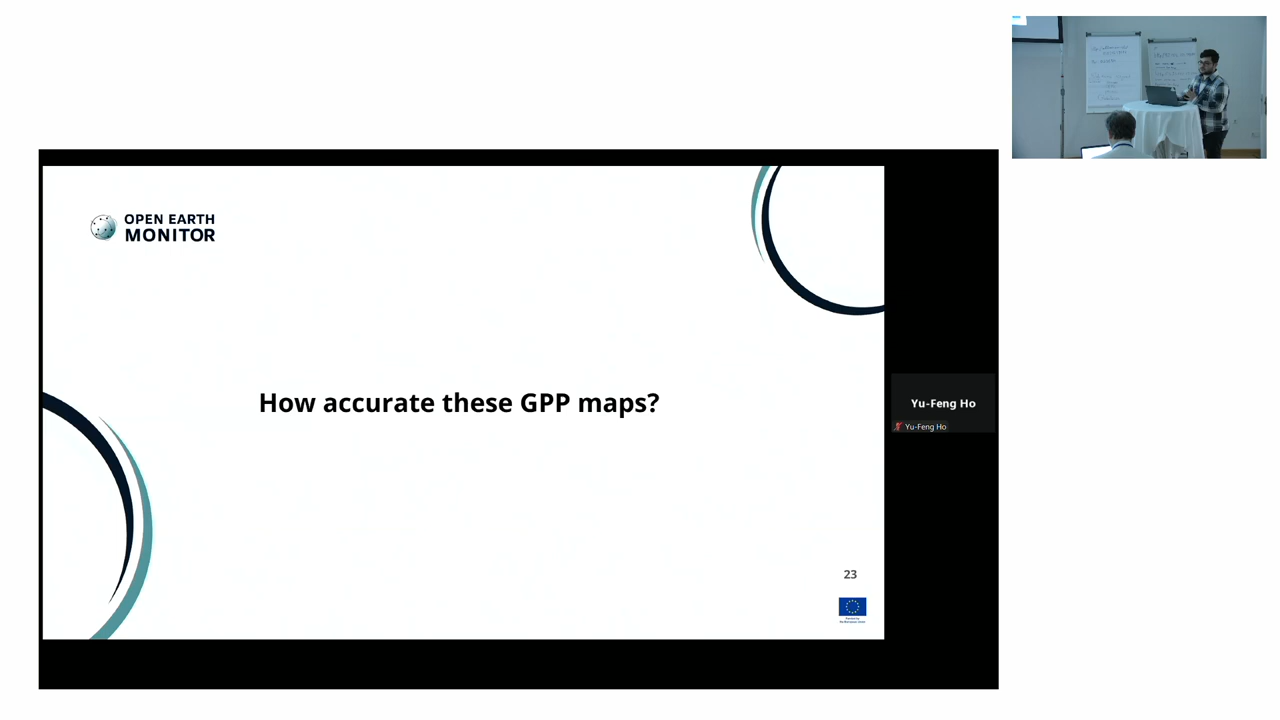 OPEN EARTH
MONITOR
How accurate these GPP maps?
Yu-Feng Ho
Yu-Feng Ho
23